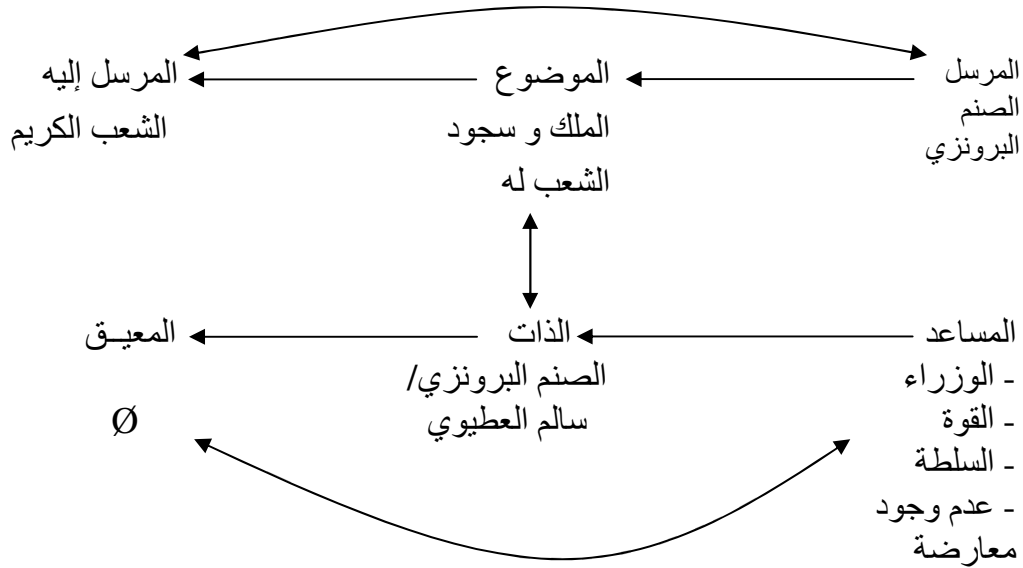 المرسل
الصنم
البرونزي
الموضوع
الملك و سجود
الشعب له
المرسل إليه
الشعب الكريم
المساعد
- الوزراء
- القوة
- السلطة
- عدم وجود
معارضة
الذات
الصنم البرونزي/
سالم العطيوي
المعيــق
Ø